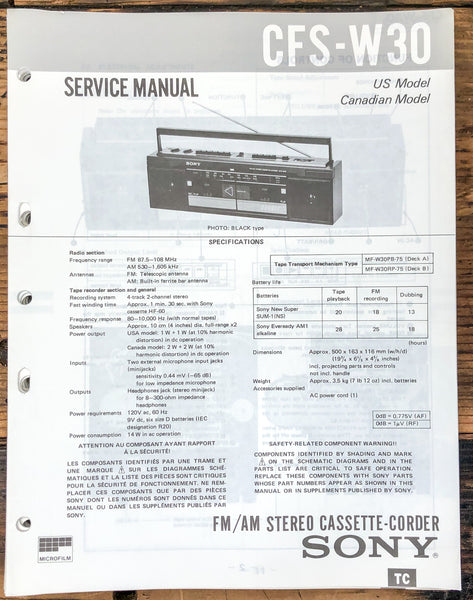 CFS-W30
SERVICE MANUAL
US Model
Canadian Model
SONY
PHOTO: BLACK type
SPECIFICATIONS
Radio section
Frequency range FM 87.5–108 MHz
AM 530–1,605 kHz
Antennas FM: Telescopic antenna
AM: Built-in ferrite bar antenna
Tape recorder section and general
Recording system 4-track 2-channel stereo
Fast winding time Approx. 1 min. 30 sec. with Sony
cassette HF-60
Frequency response 80–10,000 Hz (with normal tapes)
Speakers Approx. 10 cm (4 inches) dia, full-range x2
Power output USA model: 1 W + 1 W (at 10% harmonic
distortion) in dc operation
Canada model: 2 W + 2 W (at 10%
harmonic distortion) in dc operation
Inputs Two external microphone input jacks
(minijacks)
sensitivity 0.44 mV (–65 dB)
for low impedance microphone
Outputs Headphones jack (stereo minijack)
for 8–300-ohm impedance
headphones
Power requirements 120V ac, 60 Hz
9V dc, six size D batteries (IEC
designation R20)
Power consumption 14 W in ac operation
Tape Transport Mechanism Type MF-W30PB-75 (Deck A)
MF-W30RP-75 (Deck B)
Battery life
Batteries Tape playback FM recording Dubbing
Sony New Super SUM-1(NS) 20 18 13
Sony Eveready AM1 alkaline 28 25 18
(hours)
Dimensions Approx. 500 x 163 x 116 mm (w/h/d)
incl. projecting parts and controls
not incl. handle
Weight Approx. 3.5 kg (7 lb 12 oz) incl. batteries
Accessories supplied
AC power cord (1)
0dB = 0.775V (AF)
0dB = 1µV (RF)
ATTENTION AU COMPOSANT AYANT RAPPORT
À LA SÉCURITÉ!
LES COMPOSANTS IDENTIFIÉS PAR UNE TRAME ET
UNE MARQUE ⚠ SUR LES DIAGRAMMES SCHÉ-
MATIQUES ET LA LISTE DES PIÈCES SONT CRITIQUES
POUR LA SÉCURITÉ DE FONCTIONNEMENT. NE REM-
PLACER CES COMPOSANTS QUE PAR DES PIÈCES
SONY DONT LES NUMÉROS SONT DONNÉS DANS CE
MANUEL OU DANS LES SUPPLÉMENTS PUBLIÉS PAR
SONY.
SAFETY-RELATED COMPONENT WARNING!!
COMPONENTS IDENTIFIED BY SHADING AND MARK
⚠ ON THE SCHEMATIC DIAGRAMS AND IN THE
PARTS LIST ARE CRITICAL TO SAFE OPERATION.
REPLACE THESE COMPONENTS WITH SONY PARTS
WHOSE PART NUMBERS APPEAR AS SHOWN IN THIS
MANUAL OR IN SUPPLEMENTS PUBLISHED BY SONY.
FM/AM STEREO CASSETTE-CORDER
SONY®
MICROFILM
TC